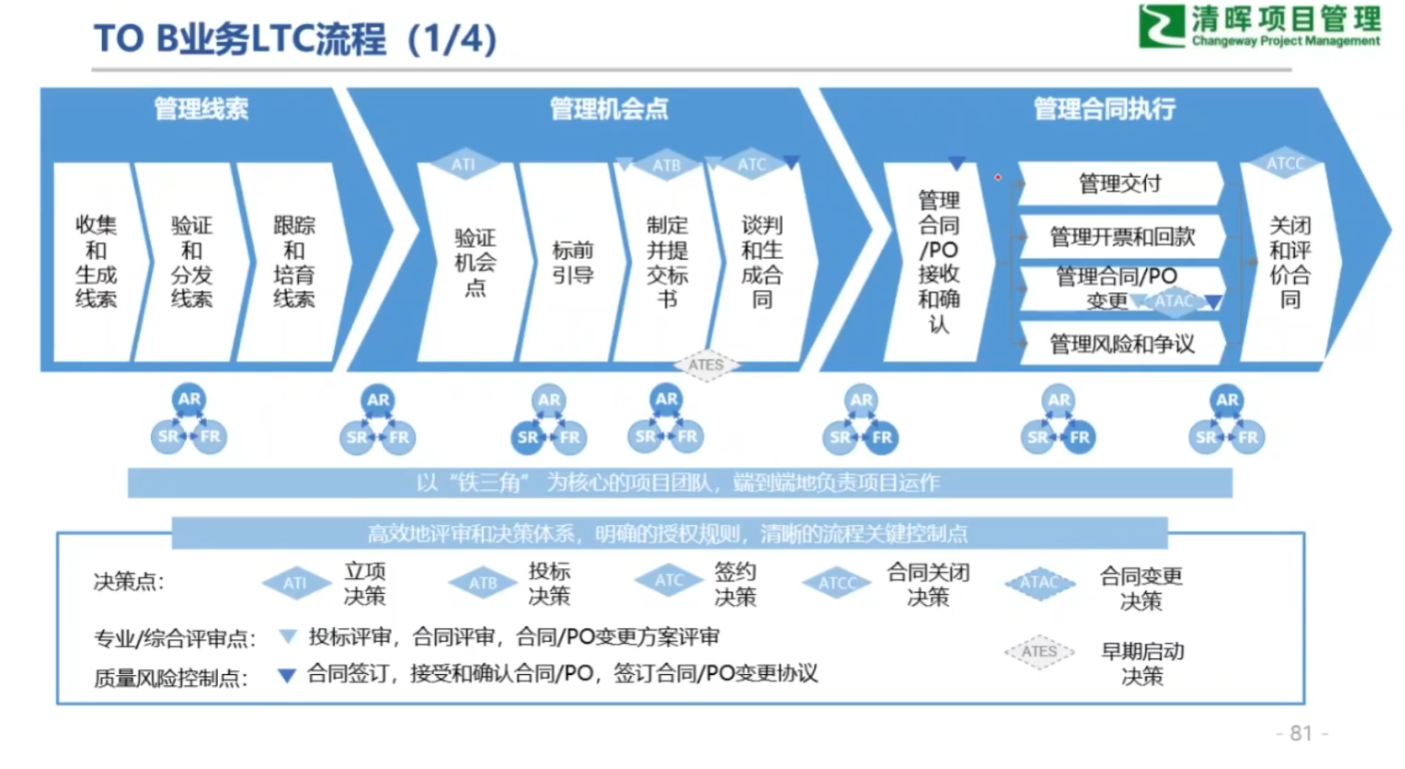 TO B业务LTC流程（1/4）
清晖项目管理
Changeway Project Management
管理线索
管理机会点
管理合同执行
收集
和
生成
线索
验证
和
分发
线索
跟踪
和
培育
线索
ATI
验证
机会
点
标前
引导
ATB
制定
并提
交标
书
ATC
谈判
和生
成合
同
ATES
管理
合同
/PO
接收
和确
认
管理交付
管理开票和回款
管理合同/PO
变更
ATAC
管理风险和争议
ATCC
关闭
和评
价合
同
AR
SR FR
AR
SR FR
AR
SR FR
AR
SR FR
AR
SR FR
AR
SR FR
AR
SR FR
以“铁三角” 为核心的项目团队，端到端地负责项目运作
高效地评审和决策体系，明确的授权规则，清晰的流程关键控制点
决策点：
ATI
立项
决策
ATB
投标
决策
ATC
签约
决策
ATCC
合同关闭
决策
ATAC
合同变更
决策
专业/综合评审点：
投标评审，合同评审，合同/PO变更方案评审
ATES
早期启动
决策
质量风险控制点：
合同签订，接受和确认合同/PO，签订合同/PO变更协议
- 81 -